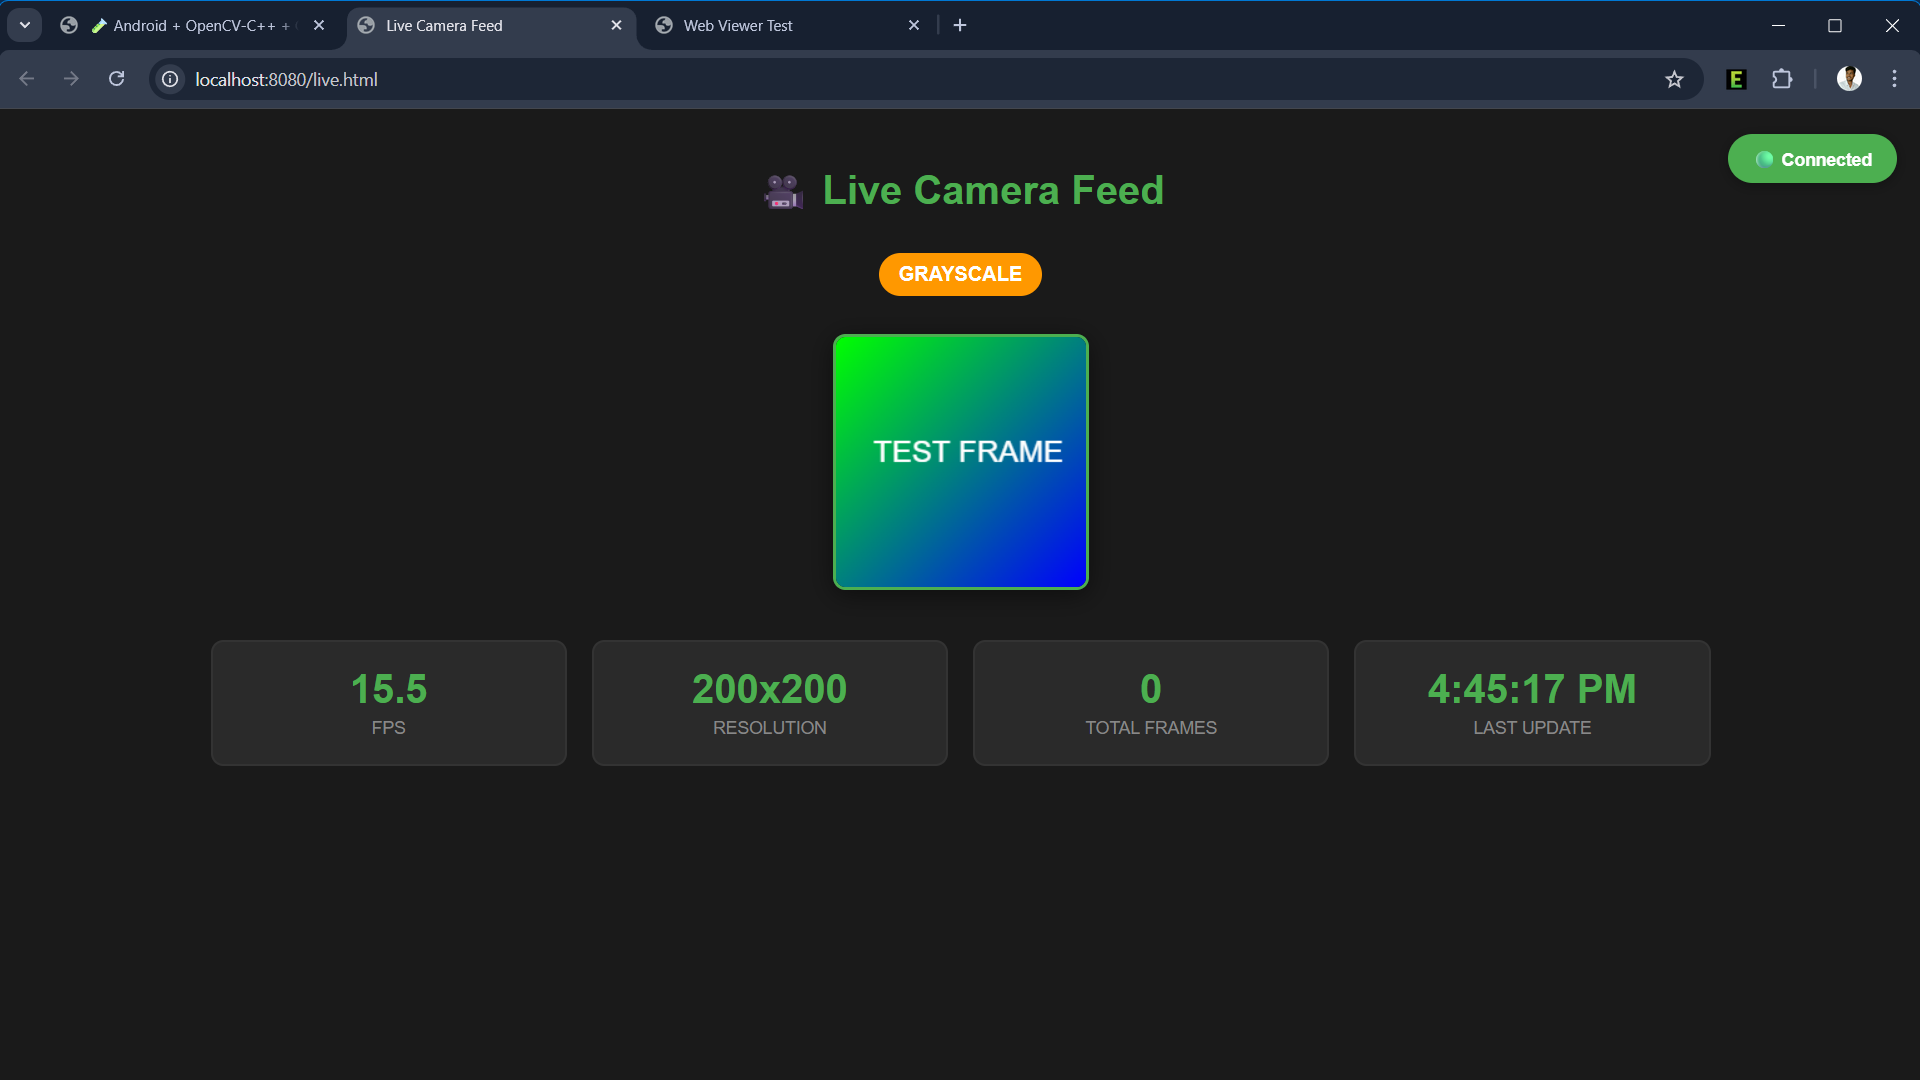 Android + OpenCV-C++ +
Live Camera Feed
Web Viewer Test
localhost:8080/live.html
E
Connected
Live Camera Feed
GRAYSCALE
TEST FRAME
15.5
FPS
200x200
RESOLUTION
0
TOTAL FRAMES
4:45:17 PM
LAST UPDATE